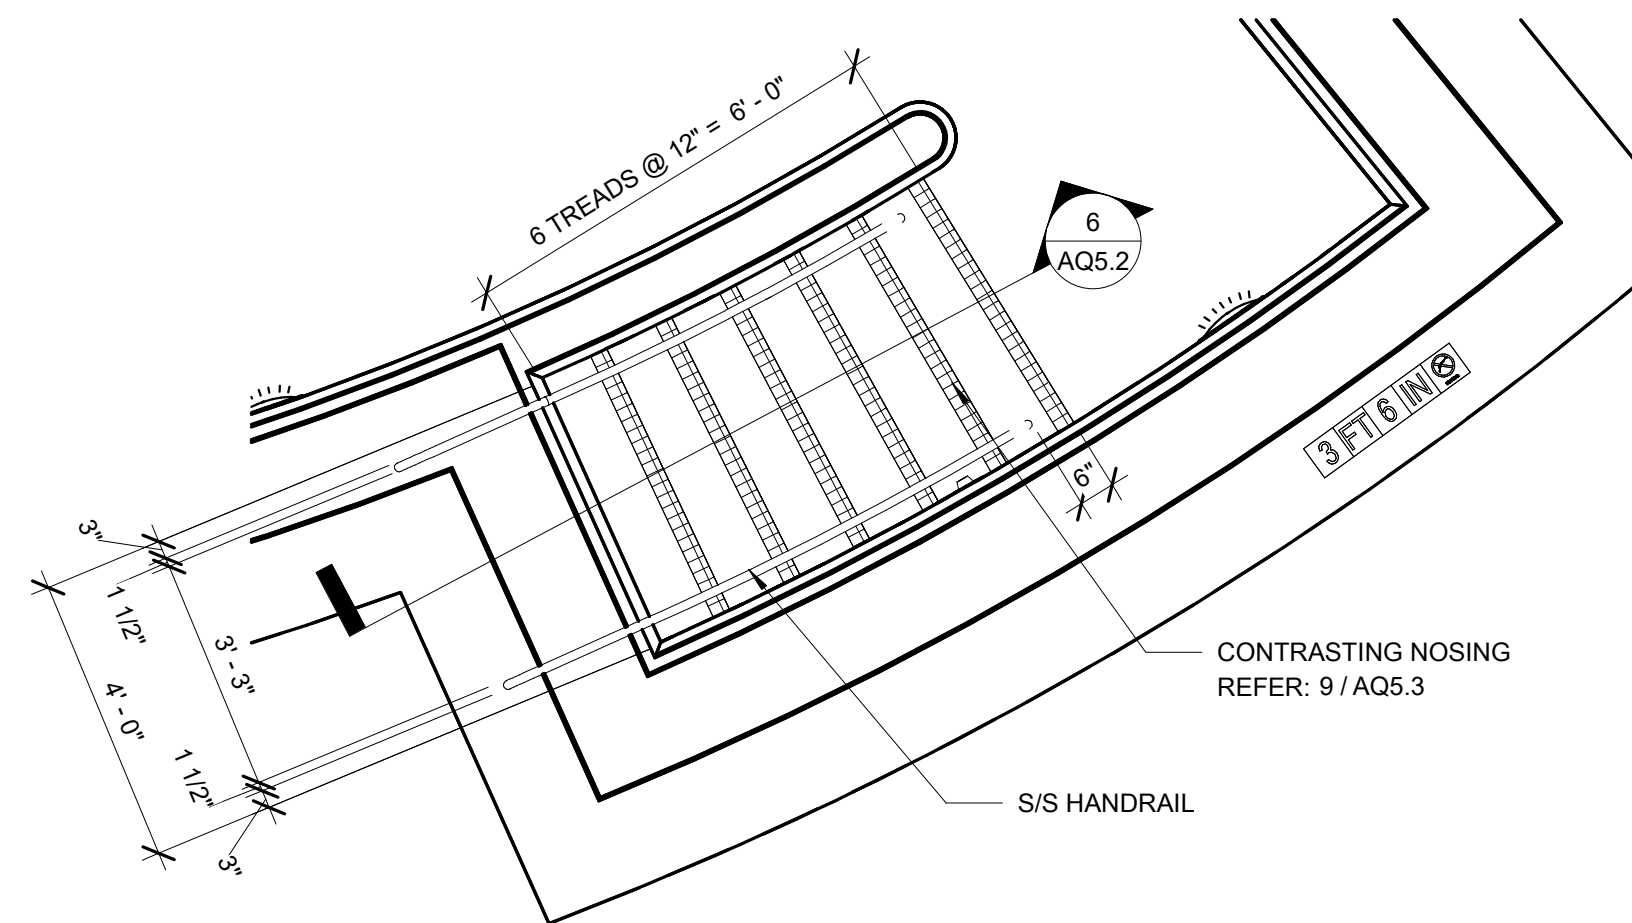 6 TREADS @ 12" = 6' - 0"
6
AQ5.2
3 FT 6 IN
6"
3"
1 1/2"
3' - 3"
4' - 0"
1 1/2"
3"
CONTRASTING NOSING
REFER: 9 / AQ5.3
S/S HANDRAIL